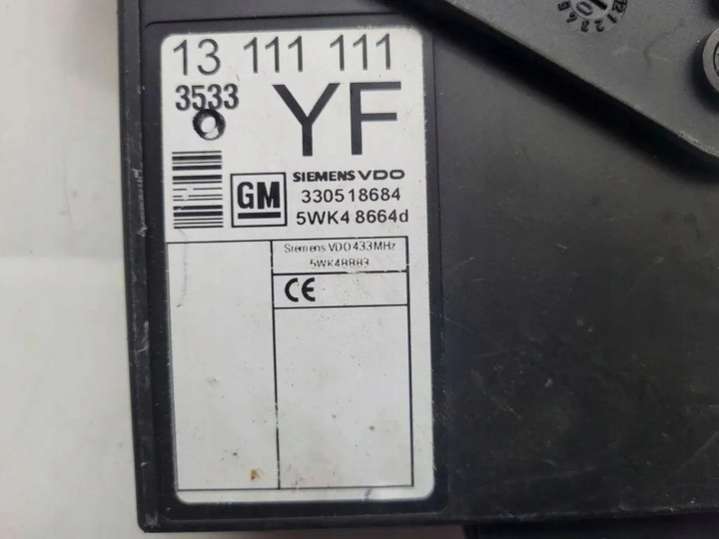 13 111 111
3533
YF
GM
SIEMENS VDO
330518684
5WK4 8664d
Siemens VDO 433MHz
5WK48883
CE